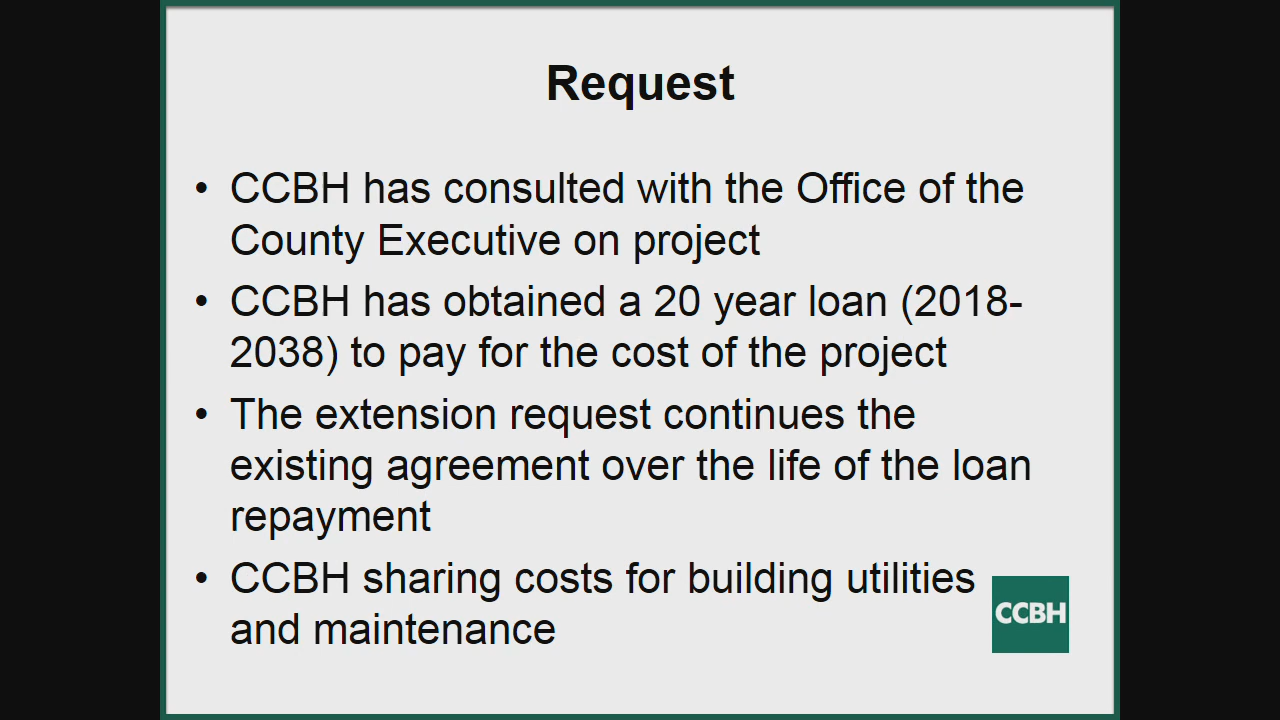 Request
• CCBH has consulted with the Office of the
County Executive on project
• CCBH has obtained a 20 year loan (2018-
2038) to pay for the cost of the project
• The extension request continues the
existing agreement over the life of the loan
repayment
• CCBH sharing costs for building utilities
and maintenance
CCBH